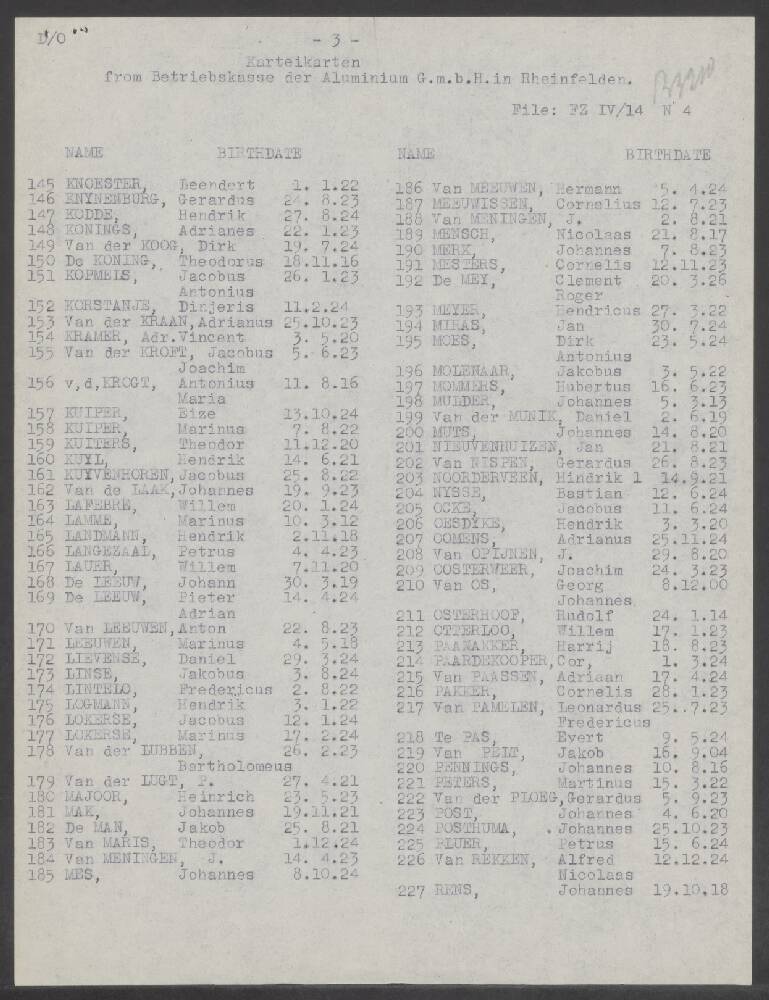 D/O
- 3 -
Karteikarten
from Betriebskasse der Aluminium G.m.b.H.in Rheinfelden.
File: FZ IV/14 N° 4
NAME BIRTHDATE
145 KNOESTER, Leendert 1. 1.22
146 KNYNENBURG, Gerardus 24. 8.23
147 KODDE, Hendrik 27. 8.24
148 KONINGS, Adrianes 22. 1.23
149 Van der KOOG, Dirk 19. 7.24
150 De KONING, Theodorus 18.11.16
151 KOPMEIS, Jacobus 26. 1.23
Antonius
152 KORSTANJE, Dinjeris 11.2.24
153 Van der KRAAN,Adrianus 25.10.23
154 KRAMER, Adr.Vincent 3. 5.20
155 Van der KROFT, Jacobus 5. 6.23
Joachim
156 v,d,KROGT, Antonius 11. 8.16
Maria
157 KUIPER, Eize 13.10.24
158 KUIPER, Marinus 7. 8.22
159 KUITERS, Theodor 11.12.20
160 KUYL, Hendrik 14. 6.21
161 KUYVENHOREN,Jacobus 25. 8.22
162 Van de LAAK,Johannes 19. 9.23
163 LAFEBRE, Willem 20. 1.24
164 LAMME, Marinus 10. 3.12
165 LANDMANN, Hendrik 2.11.18
166 LANGEZAAL, Petrus 4. 4.23
167 LAUER, Willem 7.11.20
168 De LEEUW, Johann 30. 3.19
169 De LEEUW, Pieter 14. 4.24
Adrian
170 Van LEEUWEN,Anton 22. 8.23
171 LEEUWEN, Marinus 4. 5.18
172 LIEVENSE, Daniel 29. 3.24
173 LINSE, Jakobus 3. 8.24
174 LINTELO, Fredericus 2. 8.22
175 LOGMANN, Hendrik 3. 1.22
176 LOKERSE, Jacobus 12. 1.24
177 LOKERSE, Marinus 17. 2.24
178 Van der LUBBEN, 26. 2.23
Bartholomeus
179 Van der LUGT, P. 27. 4.21
180 MAJOOR, Heinrich 23. 5.23
181 MAK, Johannes 19.11.21
182 De MAN, Jakob 25. 8.21
183 Van MARIS, Theodor 1.12.24
184 Van MENINGEN, J. 14. 4.23
185 MES, Johannes 8.10.24
NAME BIRTHDATE
186 Van MEEUWEN, Hermann 5. 4.24
187 MEEUWISSEN, Cornelius 12. 7.23
188 Van MENINGEN, J. 2. 8.21
189 MENSCH, Nicolaas 21. 8.17
190 MERK, Johannes 7. 8.23
191 MESTERS, Cornelis 12.11.23
192 De MEY, Clement 20. 3.26
Roger
193 MEYER, Hendricus 27. 3.22
194 MIRAS, Jan 30. 7.24
195 MOES, Dirk 23. 5.24
Antonius
196 MOLENAAR, Jakobus 3. 5.22
197 MOMMERS, Hubertus 16. 6.23
198 MULDER, Johannes 5. 3.13
199 Van der MUNIK, Daniel 2. 6.19
200 MUTS, Johannes 14. 8.20
201 NIEUVENHUIZEN, Jan 21. 8.21
202 Van NISPEN, Gerardus 26. 8.23
203 NOORDERVEEN, Hindrik l 14.9.21
204 NYSSE, Bastian 12. 6.24
205 OCKE, Jacobus 11. 6.24
206 OESDYKE, Hendrik 3. 3.20
207 OOMENS, Adrianus 25.11.24
208 Van OPIJNEN, J. 29. 8.20
209 OOSTERWEER, Joachim 24. 3.23
210 Van OS, Georg 8.12.00
Johannes
211 OSTERHOOF, Rudolf 24. 1.14
212 OTTERLOO, Willem 17. 1.23
213 PAANAKKER, Harrij 18. 8.23
214 PAARDEKOOPER,Cor, 1. 3.24
215 Van PAASSEN, Adriaan 17. 4.24
216 PAKKER, Cornelis 28. 1.23
217 Van PAMELEN, Leonardus 25..7.23
Fredericus
218 Te PAS, Evert 9. 5.24
219 Van PELT, Jakob 16. 9.04
220 PENNINGS, Johannes 10. 8.16
221 PETERS, Martinus 15. 3.22
222 Van der PLOEG,Gerardus 5. 9.23
223 POST, Johannes 4. 6.20
224 POSTHUMA, Johannes 25.10.23
225 PLUER, Petrus 15. 6.24
226 Van REKKEN, Alfred 12.12.24
Nicolaas
227 RENS, Johannes 19.10.18